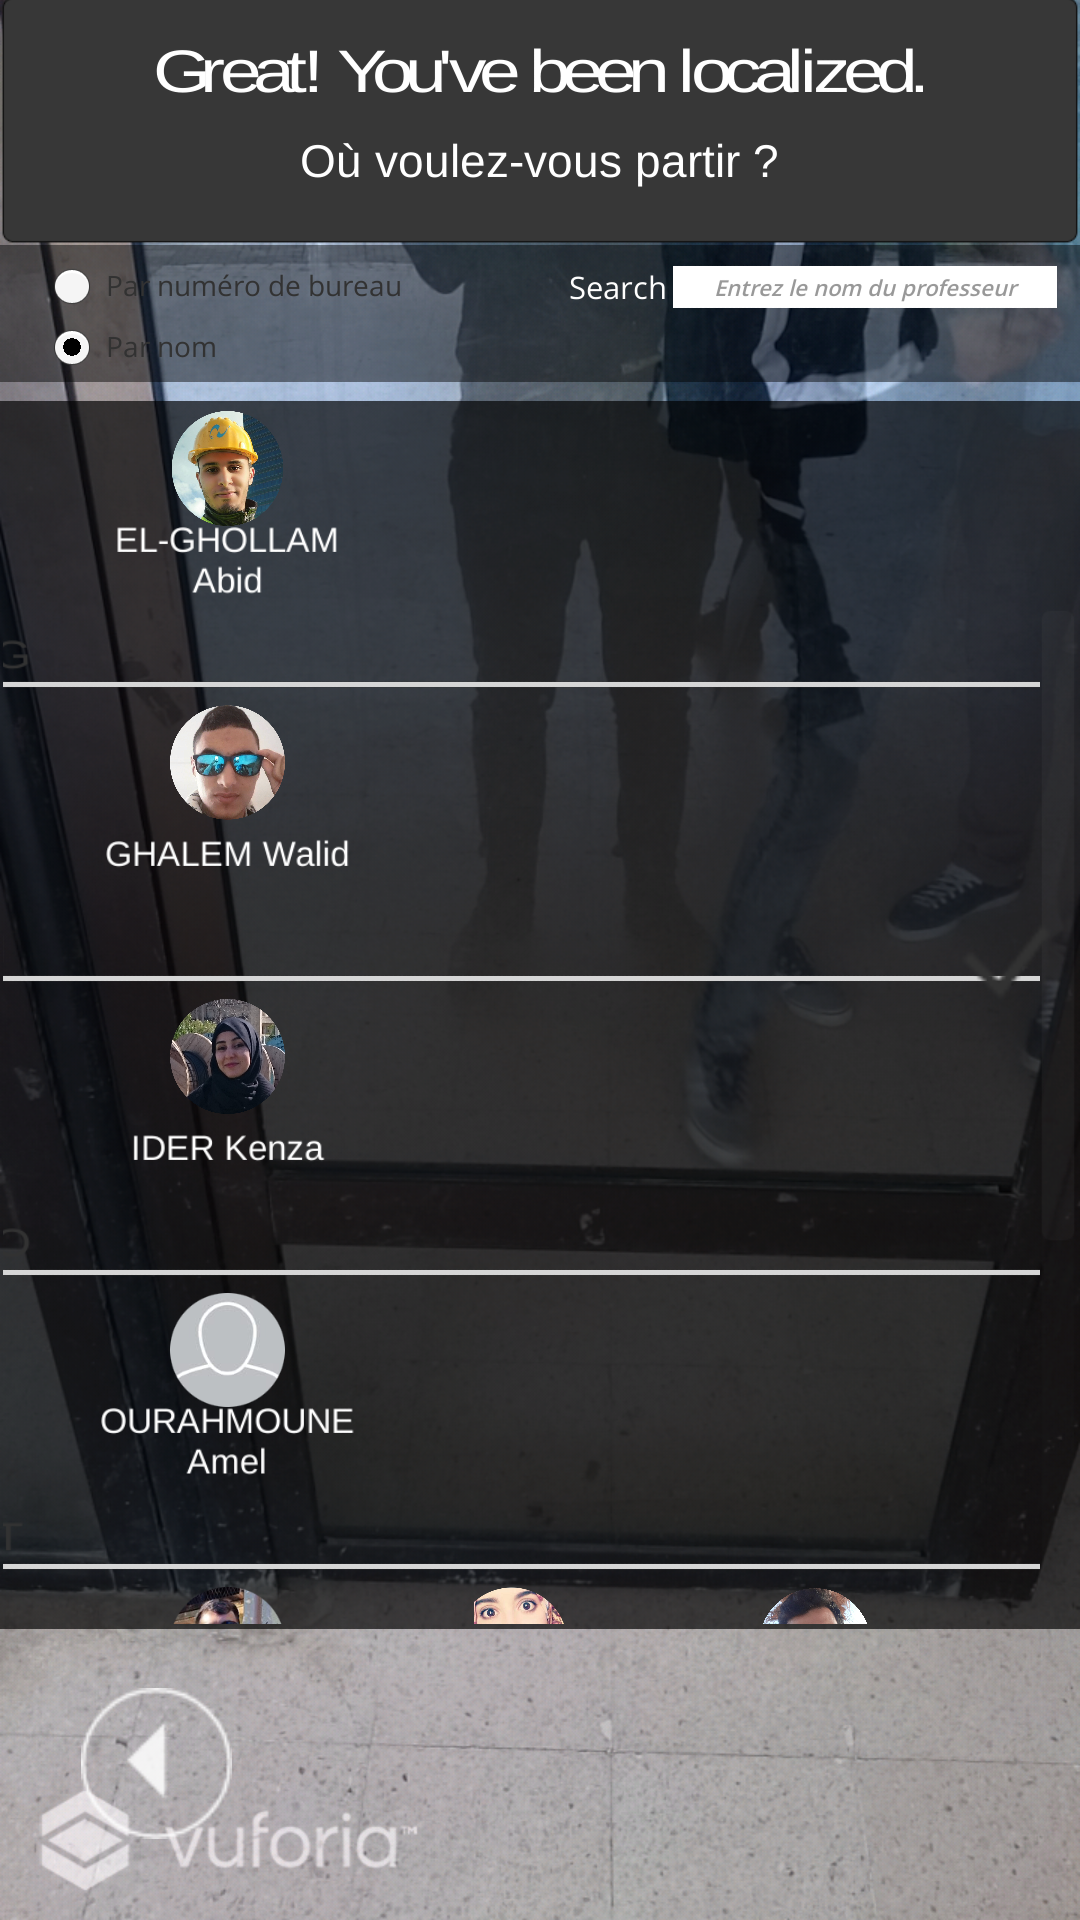 Great! You've been localized.
Où voulez-vous partir ?
Par numéro de bureau
Search
Entrez le nom du professeur
Par nom
EL-GHOLLAM
Abid
GHALEM Walid
IDER Kenza
OURAHMOUNE
Amel
vuforia™